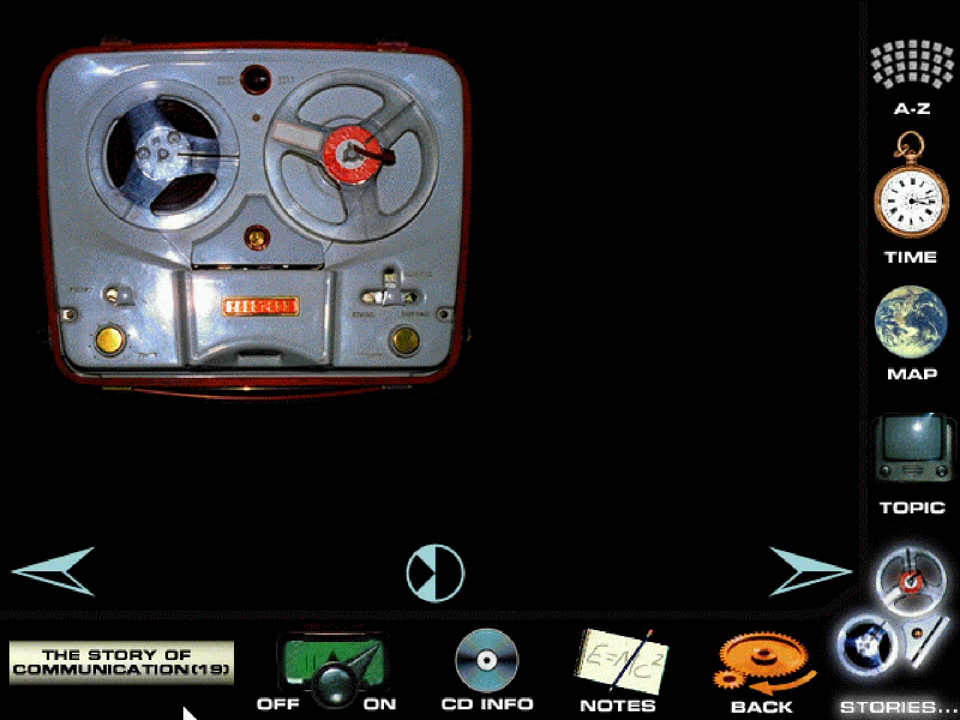 A-Z
TIME
MAP
TOPIC
THE STORY OF
COMMUNICATION(19)
OFF
ON
CD INFO
E=MC²
NOTES
BACK
STORIES...